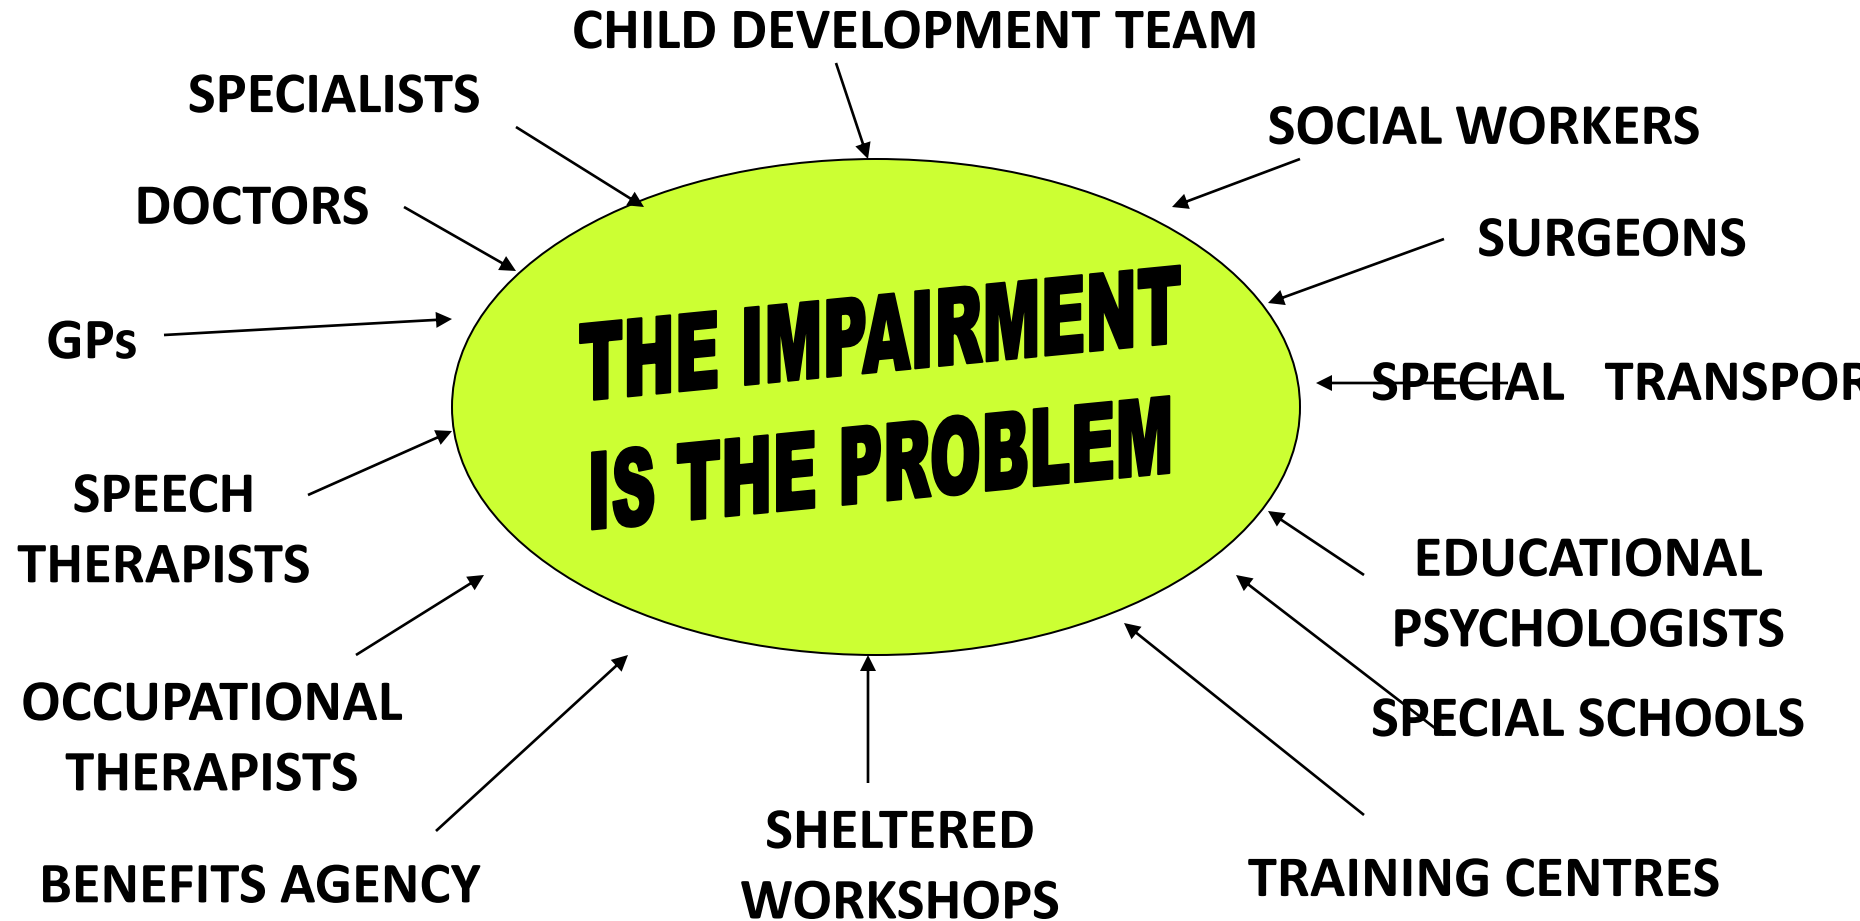 CHILD DEVELOPMENT TEAM
SPECIALISTS
SOCIAL WORKERS
DOCTORS
SURGEONS
GPs
THE IMPAIRMENT
IS THE PROBLEM
SPECIAL TRANSPOR
SPEECH
THERAPISTS
EDUCATIONAL
PSYCHOLOGISTS
OCCUPATIONAL
THERAPISTS
SPECIAL SCHOOLS
BENEFITS AGENCY
SHELTERED
WORKSHOPS
TRAINING CENTRES